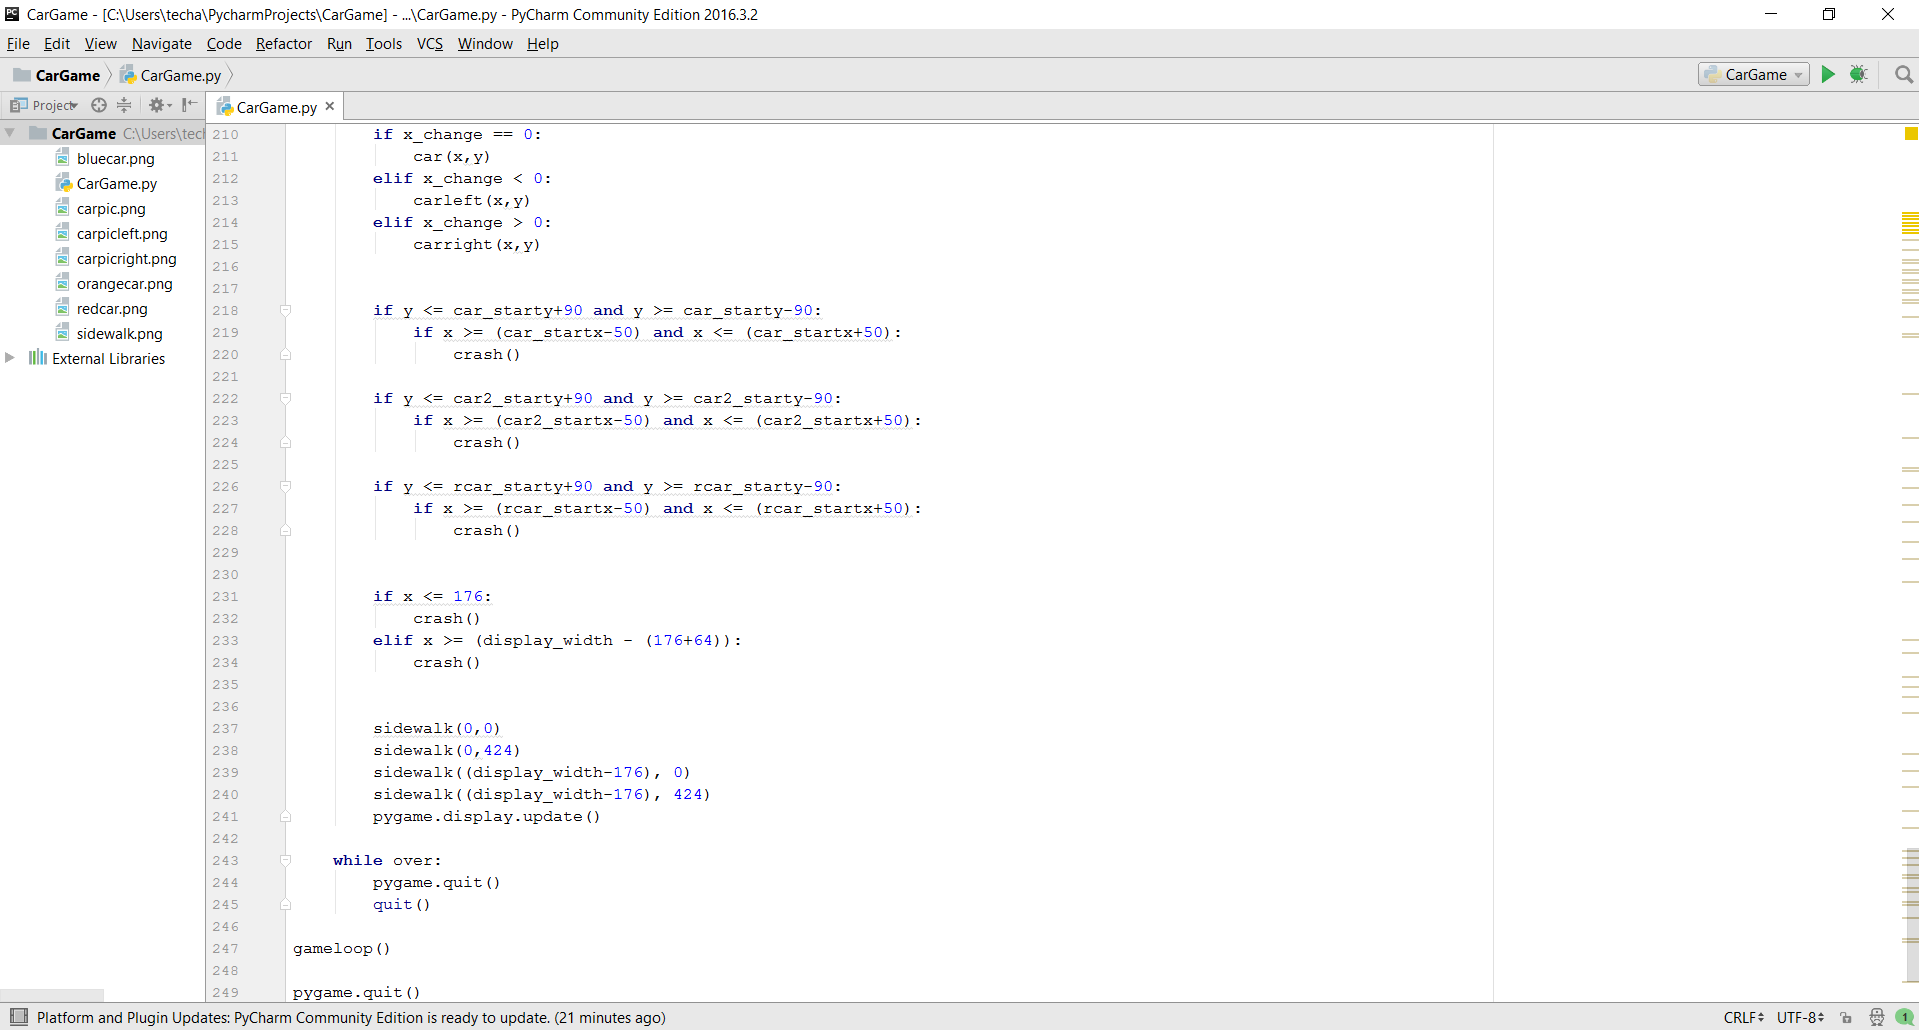 PC CarGame - [C:\Users\techa\PycharmProjects\CarGame] - ...\CarGame.py - PyCharm Community Edition 2016.3.2
File Edit View Navigate Code Refactor Run Tools VCS Window Help
CarGame CarGame.py CarGame
Project CarGame.py
CarGame C:\Users\tech
bluecar.png
CarGame.py
carpic.png
carpicleft.png
carpicright.png
orangecar.png
redcar.png
sidewalk.png
External Libraries
210 if x_change == 0:
211 car(x,y)
212 elif x_change < 0:
213 carleft(x,y)
214 elif x_change > 0:
215 carright(x,y)
216
217
218 if y <= car_starty+90 and y >= car_starty-90:
219 if x >= (car_startx-50) and x <= (car_startx+50):
220 crash()
221
222 if y <= car2_starty+90 and y >= car2_starty-90:
223 if x >= (car2_startx-50) and x <= (car2_startx+50):
224 crash()
225
226 if y <= rcar_starty+90 and y >= rcar_starty-90:
227 if x >= (rcar_startx-50) and x <= (rcar_startx+50):
228 crash()
229
230
231 if x <= 176:
232 crash()
233 elif x >= (display_width - (176+64)):
234 crash()
235
236
237 sidewalk(0,0)
238 sidewalk(0,424)
239 sidewalk((display_width-176), 0)
240 sidewalk((display_width-176), 424)
241 pygame.display.update()
242
243 while over:
244 pygame.quit()
245 quit()
246
247 gameloop()
248
249 pygame.quit()
Platform and Plugin Updates: PyCharm Community Edition is ready to update. (21 minutes ago) CRLF UTF-8 1